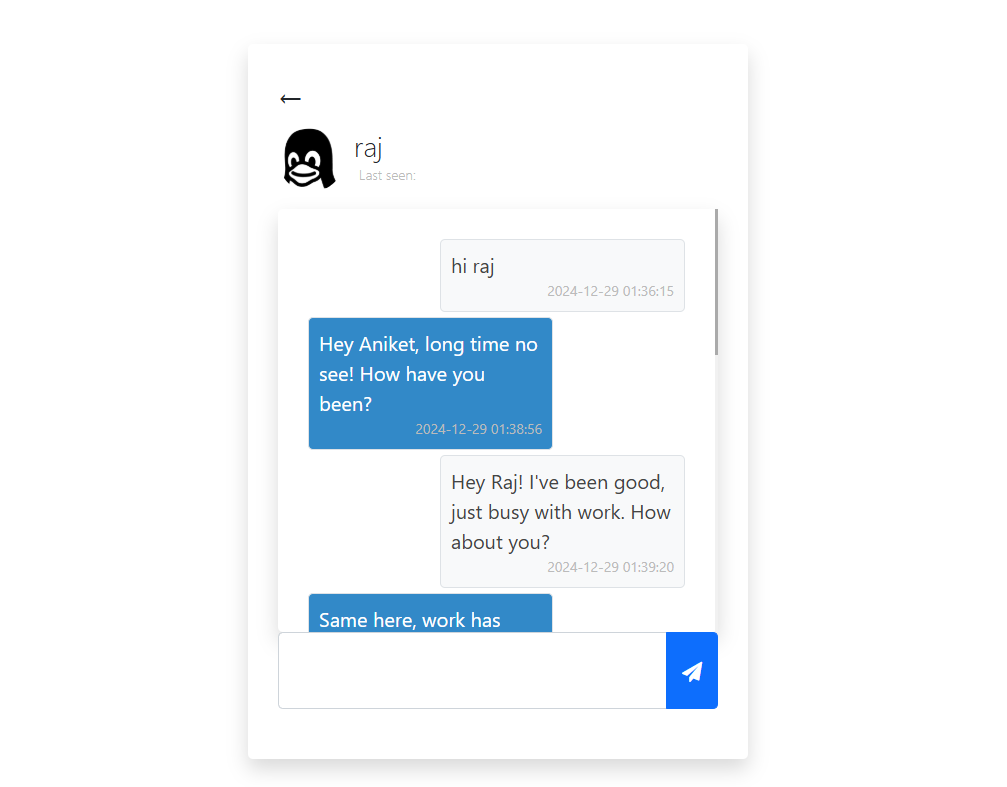 raj
Last seen:
hi raj
2024-12-29 01:36:15
Hey Aniket, long time no
see! How have you
been?
2024-12-29 01:38:56
Hey Raj! I've been good,
just busy with work. How
about you?
2024-12-29 01:39:20
Same here, work has